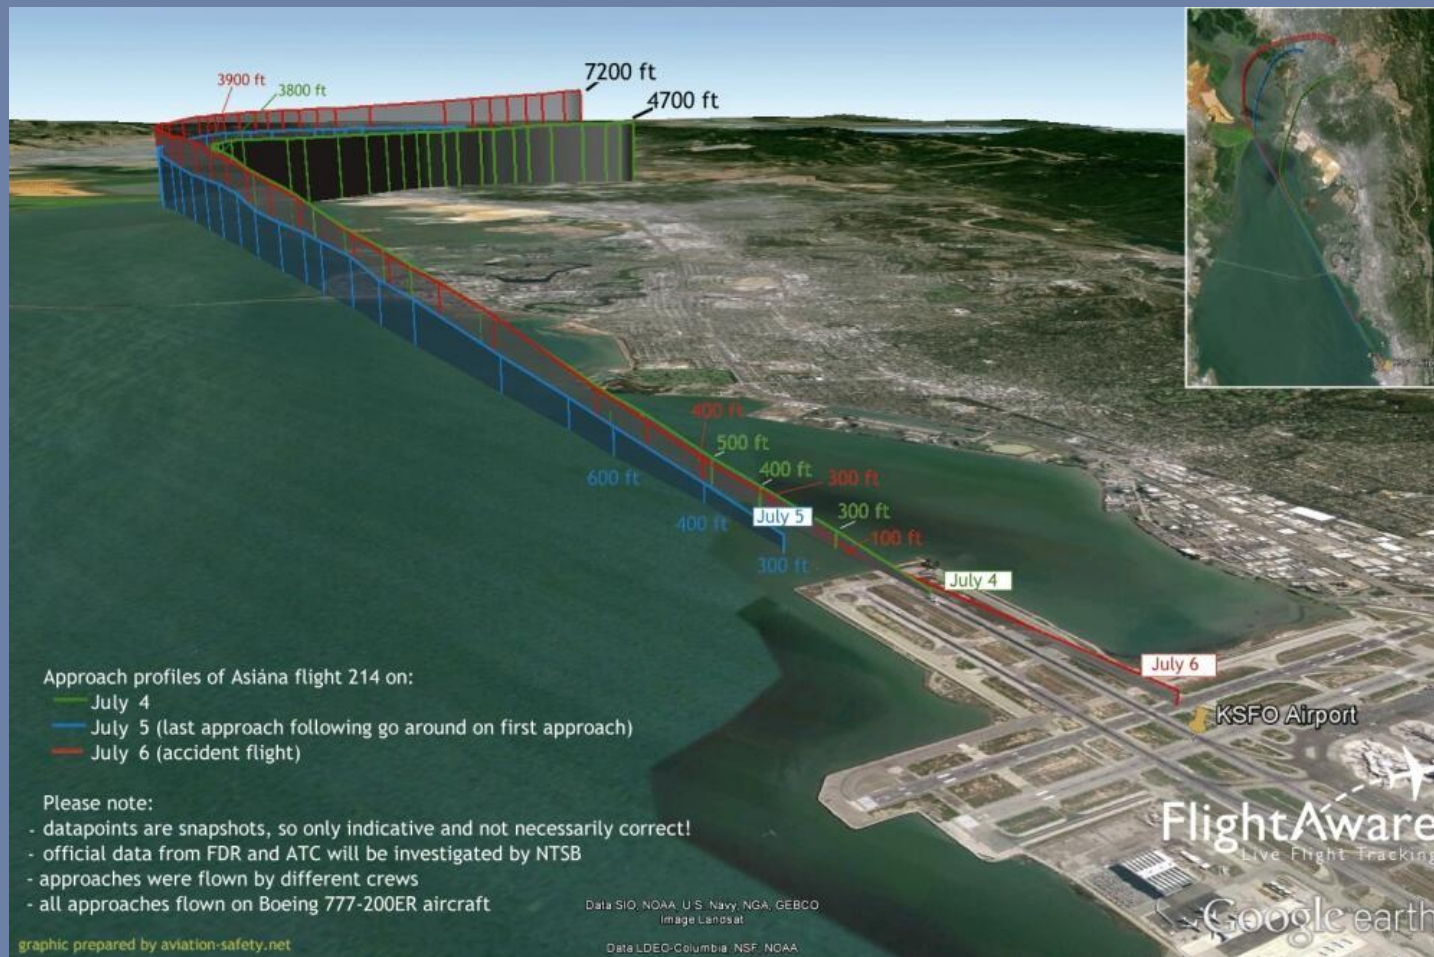 7200 ft
3900 ft
3800 ft
4700 ft
400 ft
500 ft
400 ft
600 ft
300 ft
July 5
300 ft
400 ft
100 ft
300 ft
July 4
July 6
KSFO Airport
Approach profiles of Asiána flight 214 on:
July 4
July 5 (last approach following go around on first approach)
July 6 (accident flight)
Please note:
- datapoints are snapshots, so only indicative and not necessarily correct!
- official data from FDR and ATC will be investigated by NTSB
- approaches were flown by different crews
- all approaches flown on Boeing 777-200ER aircraft
FlightAware
Live Flight Tracking
Data SIO, NOAA, U.S. Navy, NGA, GEBCO
Image Landsat
Google earth
graphic prepared by aviation-safety.net
Data LDEO-Columbia, NSF, NOAA